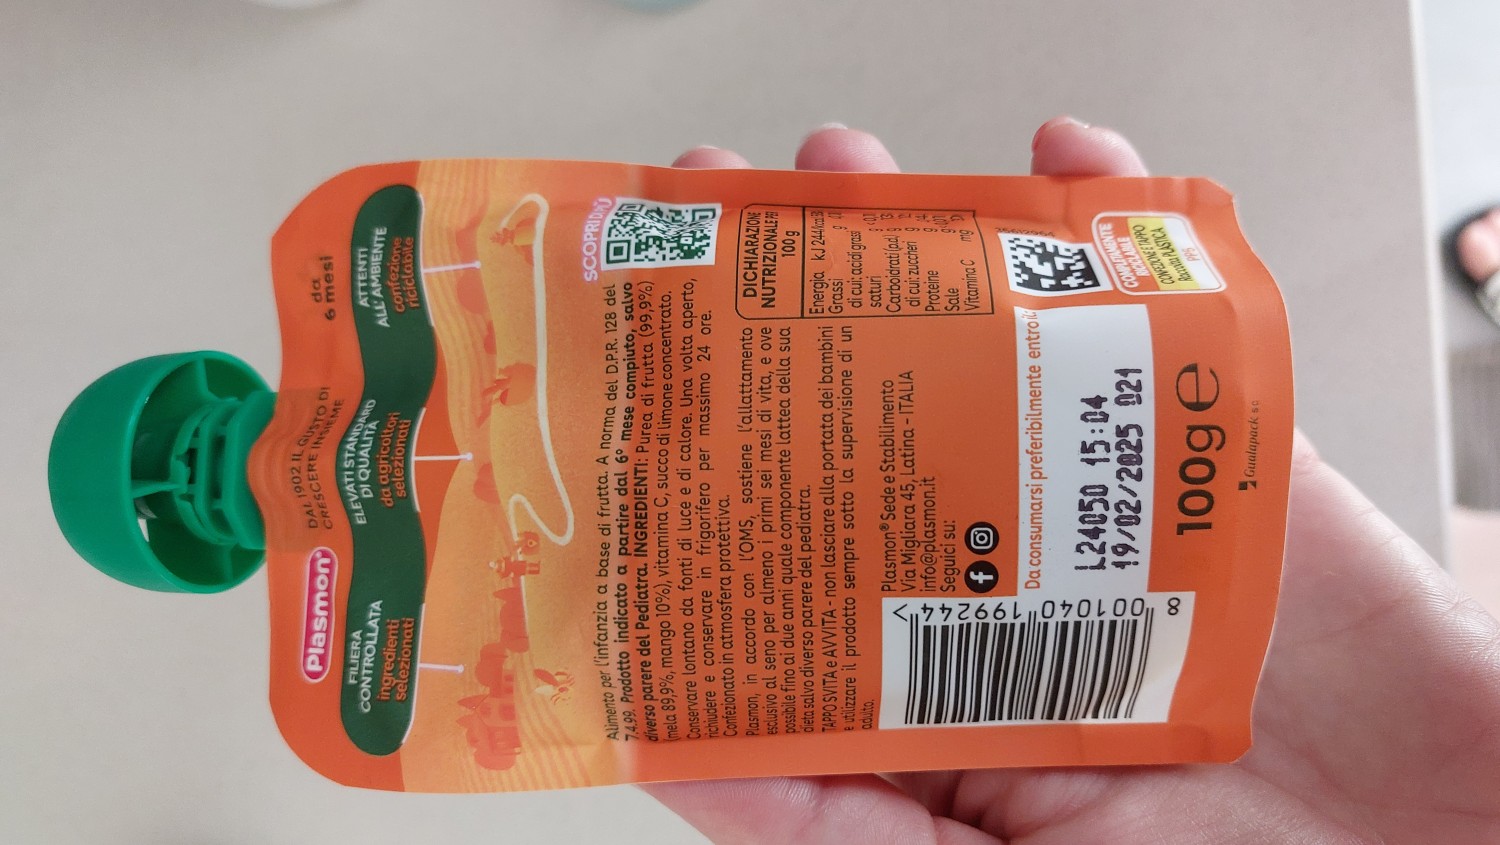 Plasmon®
DAL 1902 IL GUSTO DI
CRESCERE INSIEME
da
6 mesi
FILIERA
CONTROLLATA
ingredienti
selezionati
ELEVATI STANDARD
DI QUALITÀ
da agricoltori
selezionati
ATTENTI
ALL'AMBIENTE
confezione
riciclabile
SCOPRI DI PIÙ
Alimento per l'infanzia a base di frutta. A norma del D.P.R. 128 del
7.4.99. Prodotto indicato a partire dal 6° mese compiuto, salvo
diverso parere del Pediatra. INGREDIENTI: Purea di frutta (99,9%)
(mela 89,9%, mango 10%), vitamina C, succo di limone concentrato.
Conservare lontano da fonti di luce e di calore. Una volta aperto,
richiudere e conservare in frigorifero per massimo 24 ore.
Confezionato in atmosfera protettiva.
Plasmon, in accordo con l'OMS, sostiene l'allattamento
esclusivo al seno per almeno i primi sei mesi di vita, e ove
possibile fino ai due anni quale componente lattea della sua
dieta salvo diverso parere del pediatra.
TAPPO SVITA e AVVITA - non lasciare alla portata dei bambini
e utilizzare il prodotto sempre sotto la supervisione di un
adulto.
DICHIARAZIONE
NUTRIZIONALE PER
100 g
Energia kJ 244/kcal 58
Grassi g
di cui: acidi grassi
saturi g
Carboidrati (a.d.) g
di cui: zuccheri g
Proteine g
Sale g
Vitamina C mg
Plasmon® Sede e Stabilimento
Via Migliara 45, Latina - ITALIA
info@plasmon.it
Seguici su:
8 001040 199244 >
Da consumarsi preferibilmente entro il:
L24050 15:04
19/02/2025 021
COMPLETAMENTE
RICICLABILE
CONFEZIONE E TAPPO
Raccolta PLASTICA
PP5
100g e
Gualapack